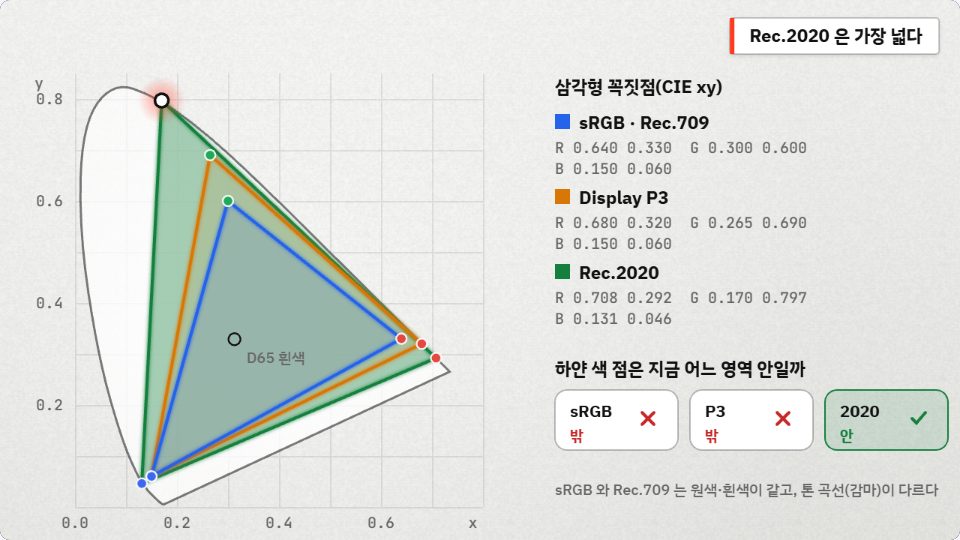 Rec.2020 은 가장 넓다
y
0.8
0.6
0.4
0.2
0.0 0.2 0.4 0.6 x
D65 흰색
삼각형 꼭짓점(CIE xy)
sRGB · Rec.709
R 0.640 0.330 G 0.300 0.600
B 0.150 0.060
Display P3
R 0.680 0.320 G 0.265 0.690
B 0.150 0.060
Rec.2020
R 0.708 0.292 G 0.170 0.797
B 0.131 0.046
하얀 색 점은 지금 어느 영역 안일까
sRGB
밖
P3
밖
2020
안
sRGB 와 Rec.709 는 원색·흰색이 같고, 톤 곡선(감마)이 다르다